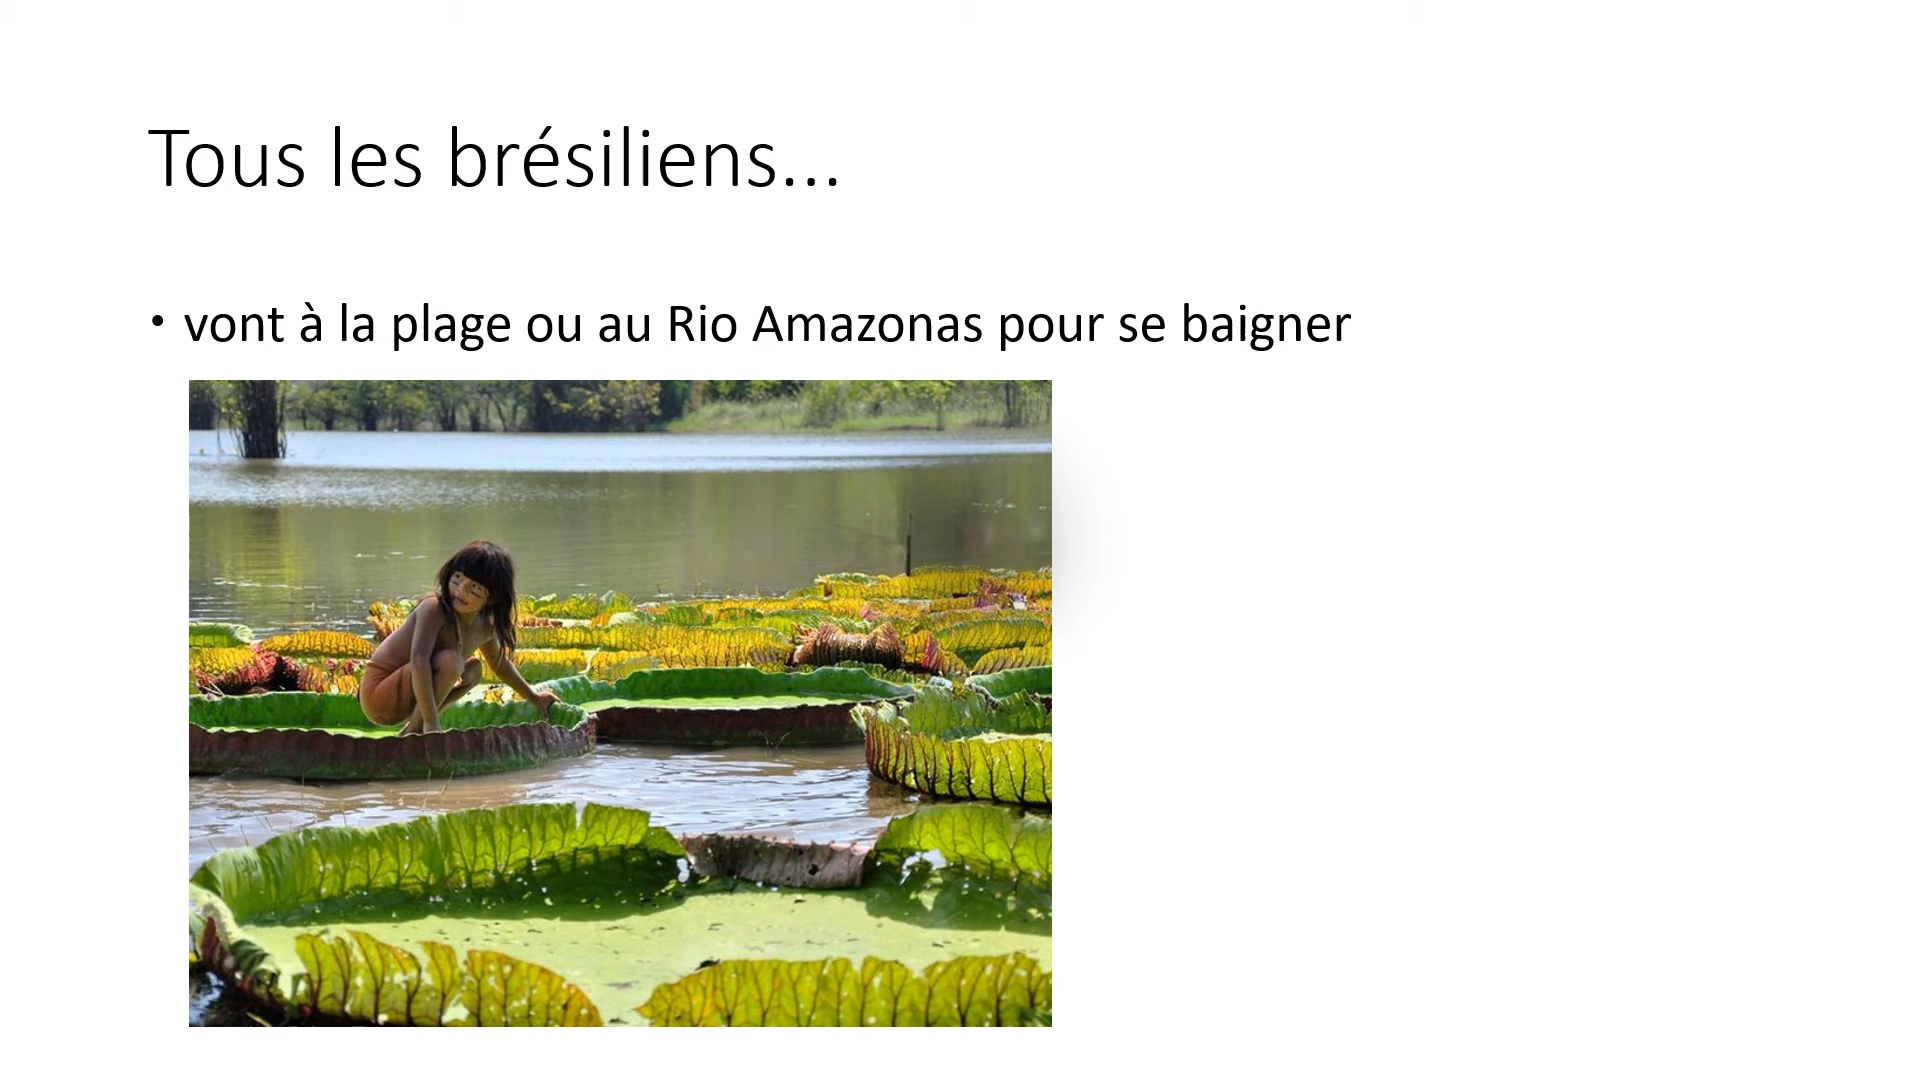 Tous les brésiliens...
• vont à la plage ou au Rio Amazonas pour se baigner